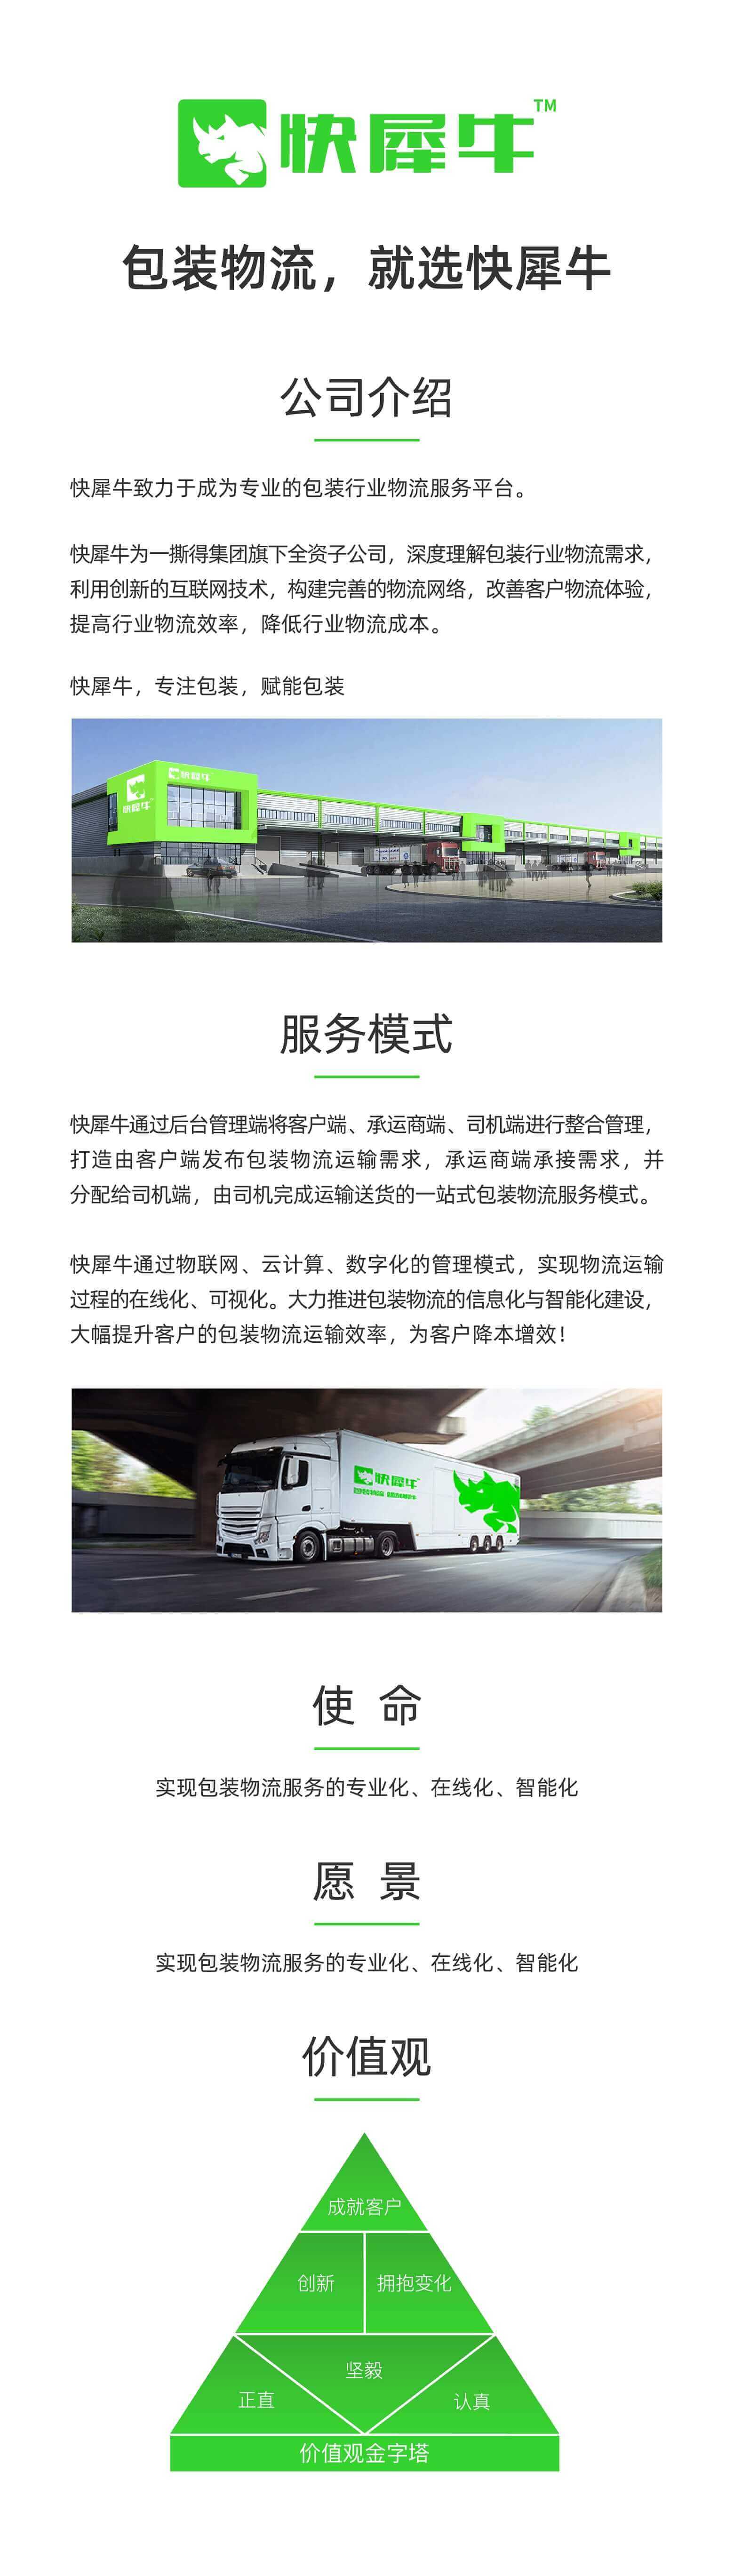 快犀牛TM
包装物流，就选快犀牛
公司介绍
快犀牛致力于成为专业的包装行业物流服务平台。
快犀牛为一撕得集团旗下全资子公司，深度理解包装行业物流需求，
利用创新的互联网技术，构建完善的物流网络，改善客户物流体验，
提高行业物流效率，降低行业物流成本。
快犀牛，专注包装，赋能包装
快犀牛
快犀牛
服务模式
快犀牛通过后台管理端将客户端、承运商端、司机端进行整合管理，
打造由客户端发布包装物流运输需求，承运商端承接需求，并
分配给司机端，由司机完成运输送货的一站式包装物流服务模式。
快犀牛通过物联网、云计算、数字化的管理模式，实现物流运输
过程的在线化、可视化。大力推进包装物流的信息化与智能化建设，
大幅提升客户的包装物流运输效率，为客户降本增效！
快犀牛
包装物流 就选快犀牛
使 命
实现包装物流服务的专业化、在线化、智能化
愿 景
实现包装物流服务的专业化、在线化、智能化
价值观
成就客户
创新 拥抱变化
坚毅
正直 认真
价值观金字塔